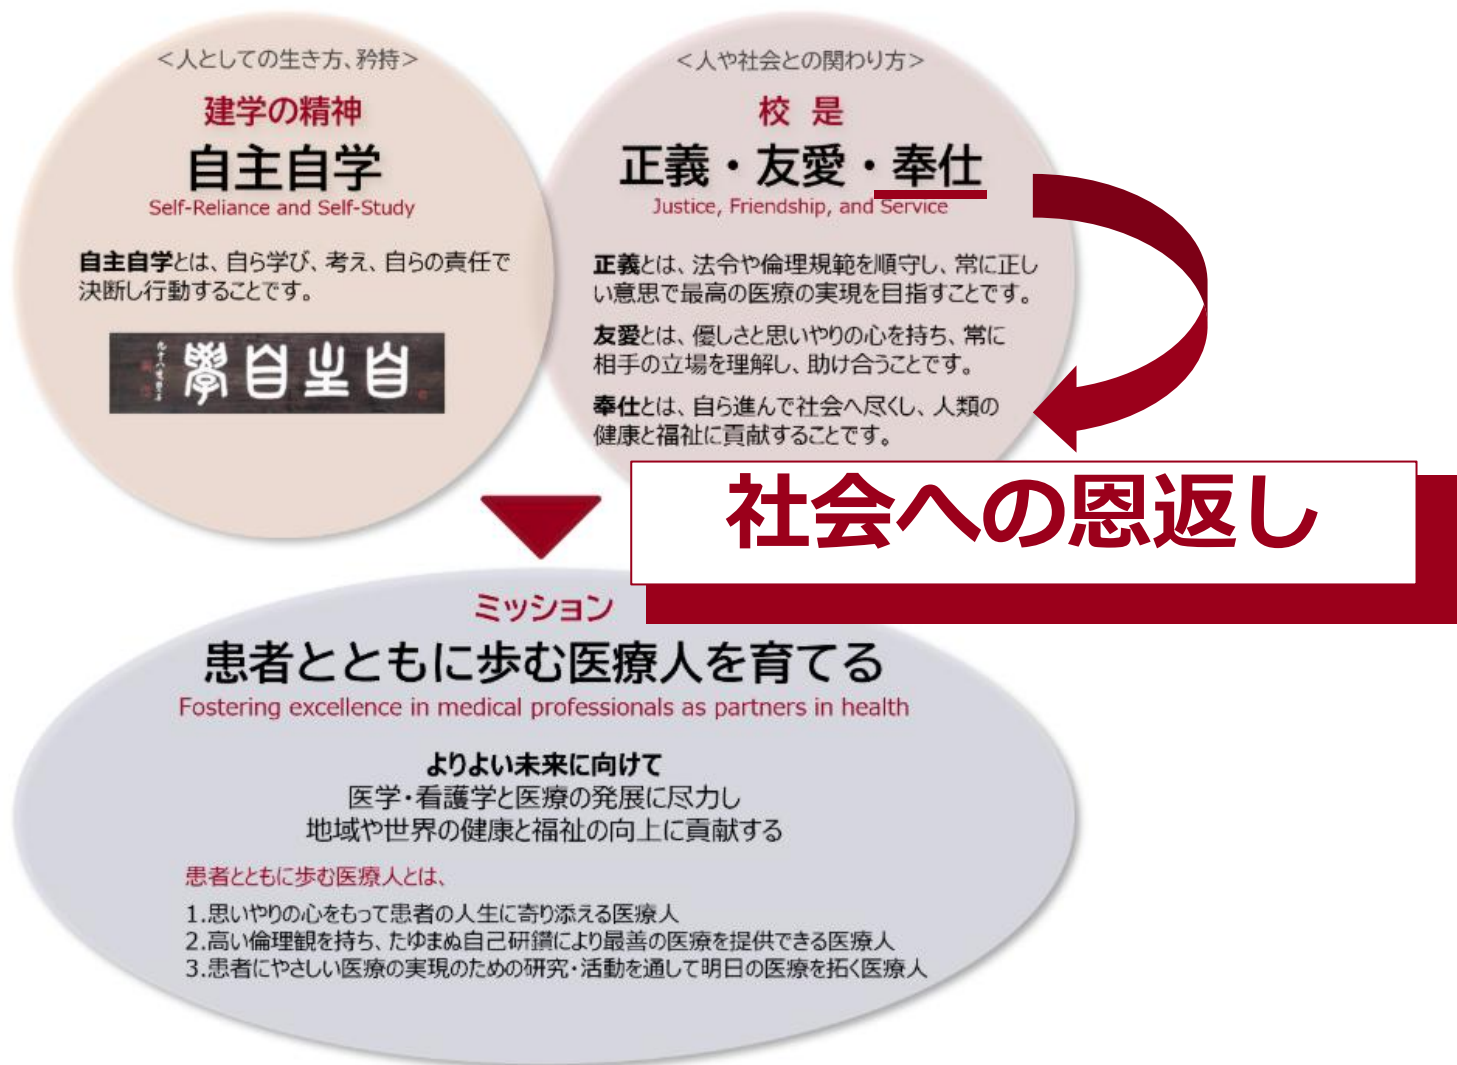 ＜人としての生き方、矜持＞
建学の精神
自主自学
Self-Reliance and Self-Study
自主自学とは、自ら学び、考え、自らの責任で
決断し行動することです。
學自主自
＜人や社会との関わり方＞
校 是
正義・友愛・奉仕
Justice, Friendship, and Service
正義とは、法令や倫理規範を順守し、常に正し
い意思で最高の医療の実現を目指すことです。
友愛とは、優しさと思いやりの心を持ち、常に
相手の立場を理解し、助け合うことです。
奉仕とは、自ら進んで社会へ尽くし、人類の
健康と福祉に貢献することです。
社会への恩返し
ミッション
患者とともに歩む医療人を育てる
Fostering excellence in medical professionals as partners in health
よりよい未来に向けて
医学・看護学と医療の発展に尽力し
地域や世界の健康と福祉の向上に貢献する
患者とともに歩む医療人とは、
1.思いやりの心をもって患者の人生に寄り添える医療人
2.高い倫理観を持ち、たゆまぬ自己研鑽により最善の医療を提供できる医療人
3.患者にやさしい医療の実現のための研究・活動を通して明日の医療を拓く医療人